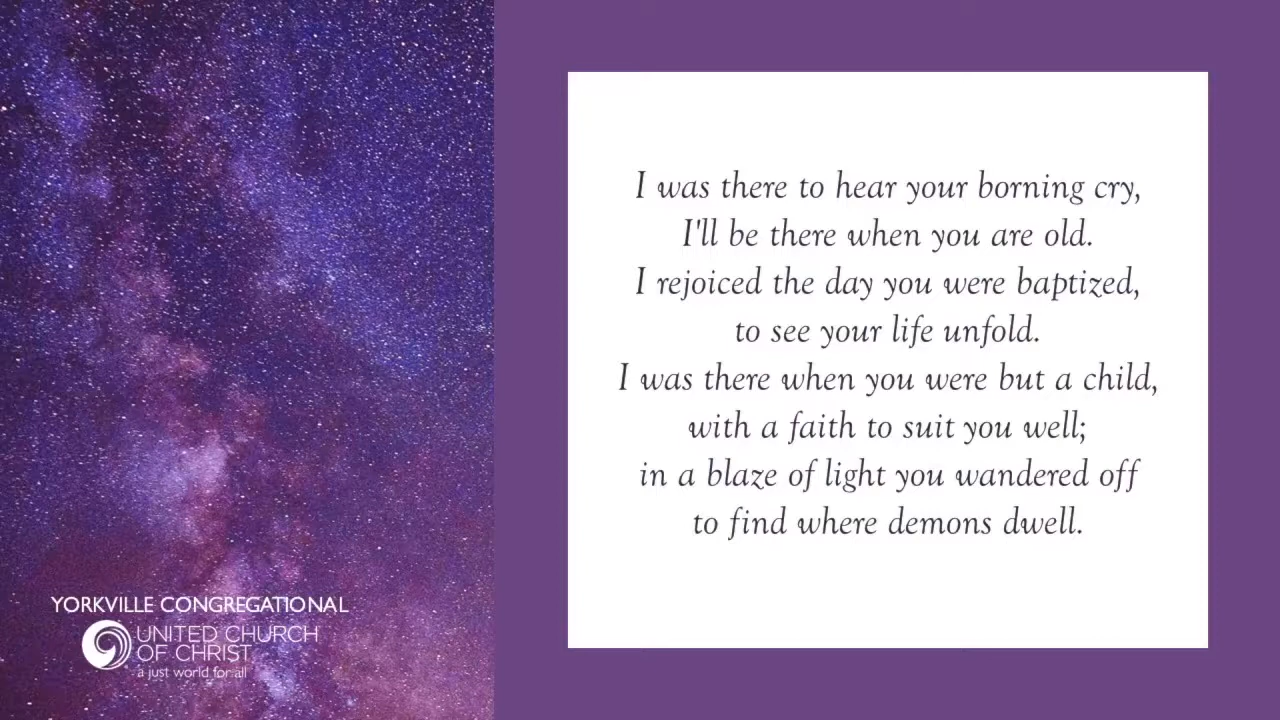 I was there to hear your borning cry,
I'll be there when you are old.
I rejoiced the day you were baptized,
to see your life unfold.
I was there when you were but a child,
with a faith to suit you well;
in a blaze of light you wandered off
to find where demons dwell.
YORKVILLE CONGREGATIONAL
UNITED CHURCH
OF CHRIST
a just world for all